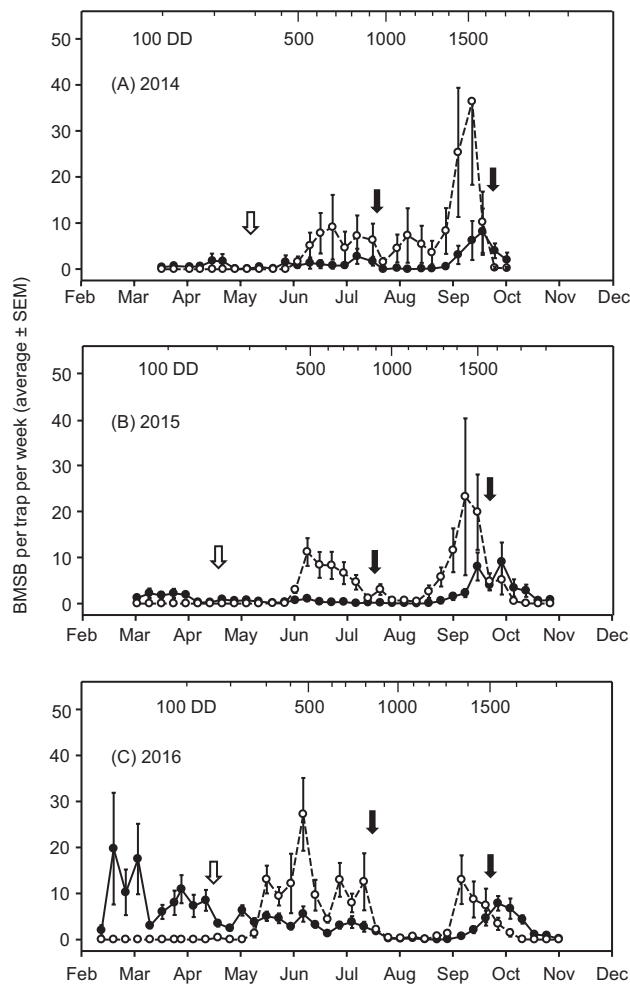 100 DD 500 1000 1500
50
(A) 2014
40
30
20
10
0
Feb Mar Apr May Jun Jul Aug Sep Oct Nov Dec
BMSB per trap per week (average ± SEM)
100 DD 500 1000 1500
50
(B) 2015
40
30
20
10
0
Feb Mar Apr May Jun Jul Aug Sep Oct Nov Dec
100 DD 500 1000 1500
50
(C) 2016
40
30
20
10
0
Feb Mar Apr May Jun Jul Aug Sep Oct Nov Dec